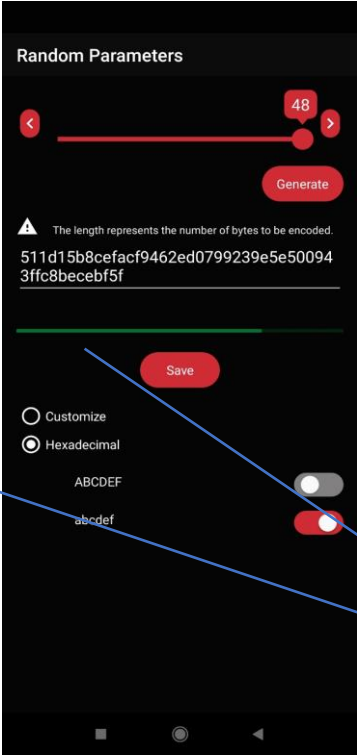 Random Parameters
48
Generate
The length represents the number of bytes to be encoded.
511d15b8cefacf9462ed0799239e5e50094
3ffc8becebf5f
Save
Customize
Hexadecimal
ABCDEF
abcdef